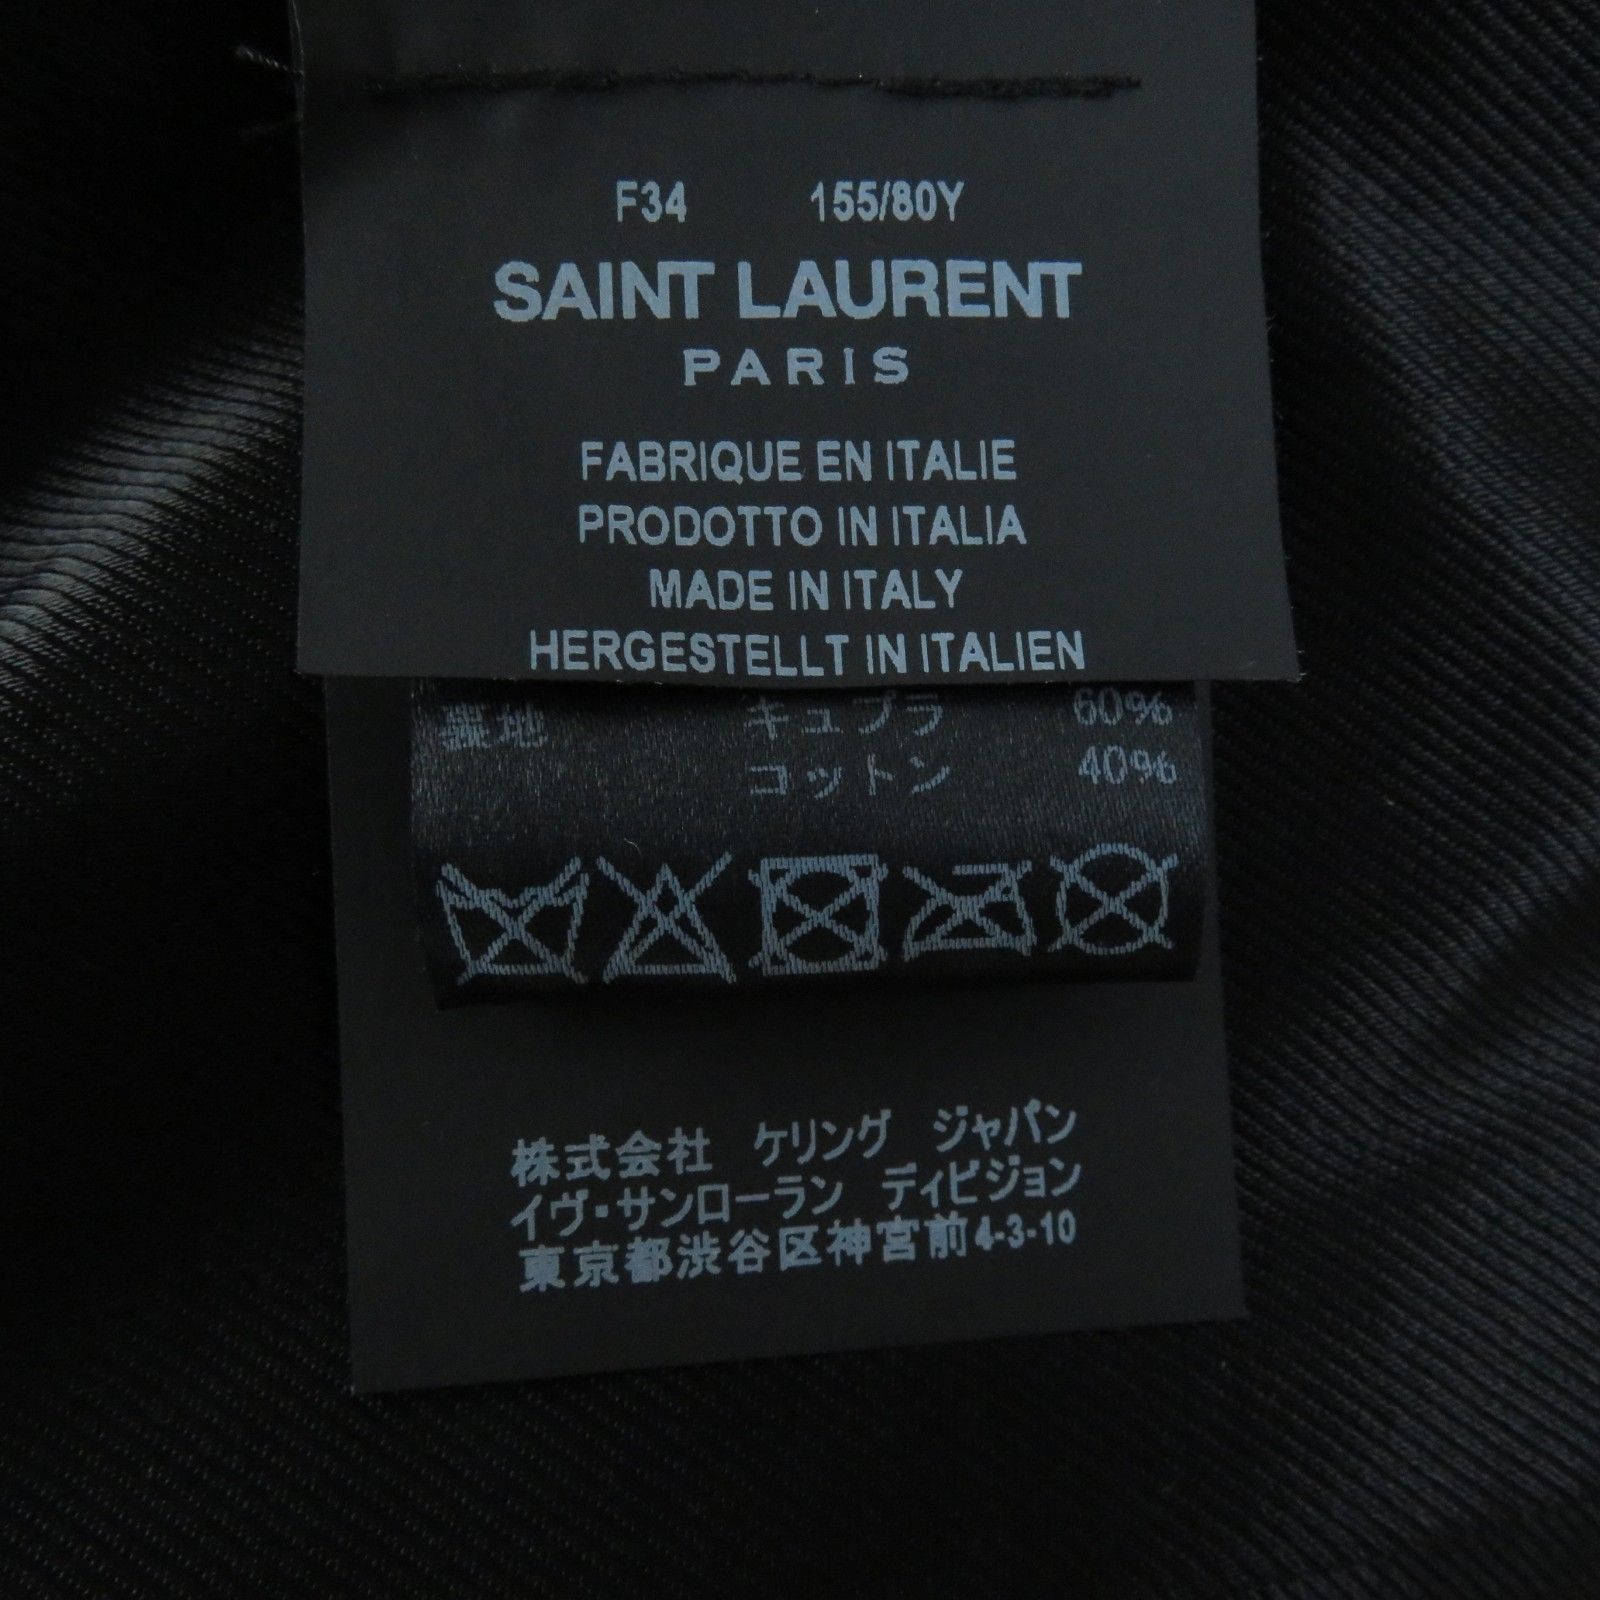 F34 155/80Y
SAINT LAURENT
PARIS
FABRIQUE EN ITALIE
PRODOTTO IN ITALIA
MADE IN ITALY
HERGESTELLT IN ITALIEN
裏地 キュプラ 60%
コットン 40%
株式会社 ケリング ジャパン
イヴ・サンローラン ディビジョン
東京都渋谷区神宮前4-3-10